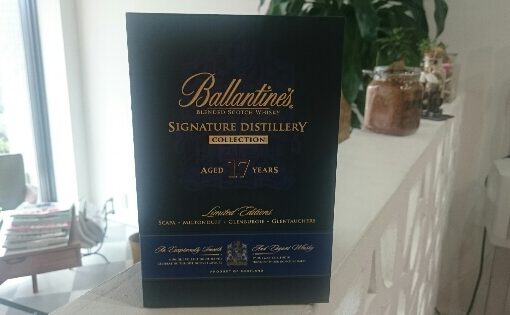 Ballantine's
BLENDED SCOTCH WHISKY
SIGNATURE DISTILLERY
COLLECTION
AGED 17 YEARS
Limited Editions
SCAPA · MILTONDUFF · GLENBURGIE · GLENTAUCHERS
An Exceptionally Smooth And Elegant Whisky
PRODUCT OF SCOTLAND